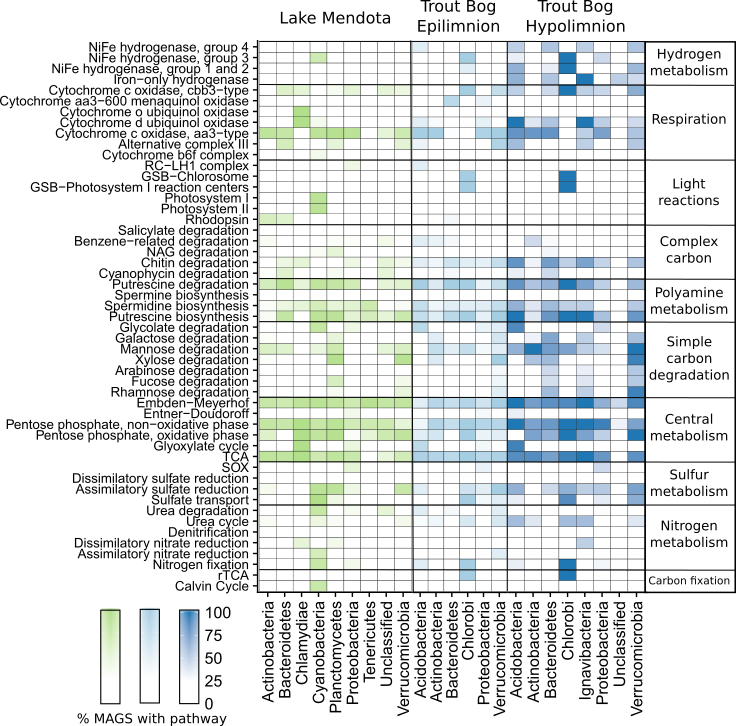 Lake Mendota
Trout Bog
Epilimnion
Trout Bog
Hypolimnion
NiFe hydrogenase, group 4
NiFe hydrogenase, group 3
NiFe hydrogenase, group 1 and 2
Iron−only hydrogenase
Cytochrome c oxidase, cbb3−type
Cytochrome aa3−600 menaquinol oxidase
Cytochrome o ubiquinol oxidase
Cytochrome d ubiquinol oxidase
Cytochrome c oxidase, aa3−type
Alternative complex III
Cytochrome b6f complex
RC−LH1 complex
GSB−Chlorosome
GSB−Photosystem I reaction centers
Photosystem I
Photosystem II
Rhodopsin
Salicylate degradation
Benzene−related degradation
NAG degradation
Chitin degradation
Cyanophycin degradation
Putrescine degradation
Spermine biosynthesis
Spermidine biosynthesis
Putrescine biosynthesis
Glycolate degradation
Galactose degradation
Mannose degradation
Xylose degradation
Arabinose degradation
Fucose degradation
Rhamnose degradation
Embden−Meyerhof
Entner−Doudoroff
Pentose phosphate, non−oxidative phase
Pentose phosphate, oxidative phase
Glyoxylate cycle
TCA
SOX
Dissimilatory sulfate reduction
Assimilatory sulfate reduction
Sulfate transport
Urea degradation
Urea cycle
Denitrification
Dissimilatory nitrate reduction
Assimilatory nitrate reduction
Nitrogen fixation
rTCA
Calvin Cycle
Hydrogen
metabolism
Respiration
Light
reactions
Complex
carbon
Polyamine
metabolism
Simple
carbon
degradation
Central
metabolism
Sulfur
metabolism
Nitrogen
metabolism
Carbon fixation
Actinobacteria
Bacteroidetes
Chlamydiae
Cyanobacteria
Planctomycetes
Proteobacteria
Tenericutes
Unclassified
Verrucomicrobia
Acidobacteria
Actinobacteria
Bacteroidetes
Chlorobi
Proteobacteria
Verrucomicrobia
Acidobacteria
Actinobacteria
Bacteroidetes
Chlorobi
Ignavibacteria
Proteobacteria
Unclassified
Verrucomicrobia
100
75
50
25
0
% MAGS with pathway